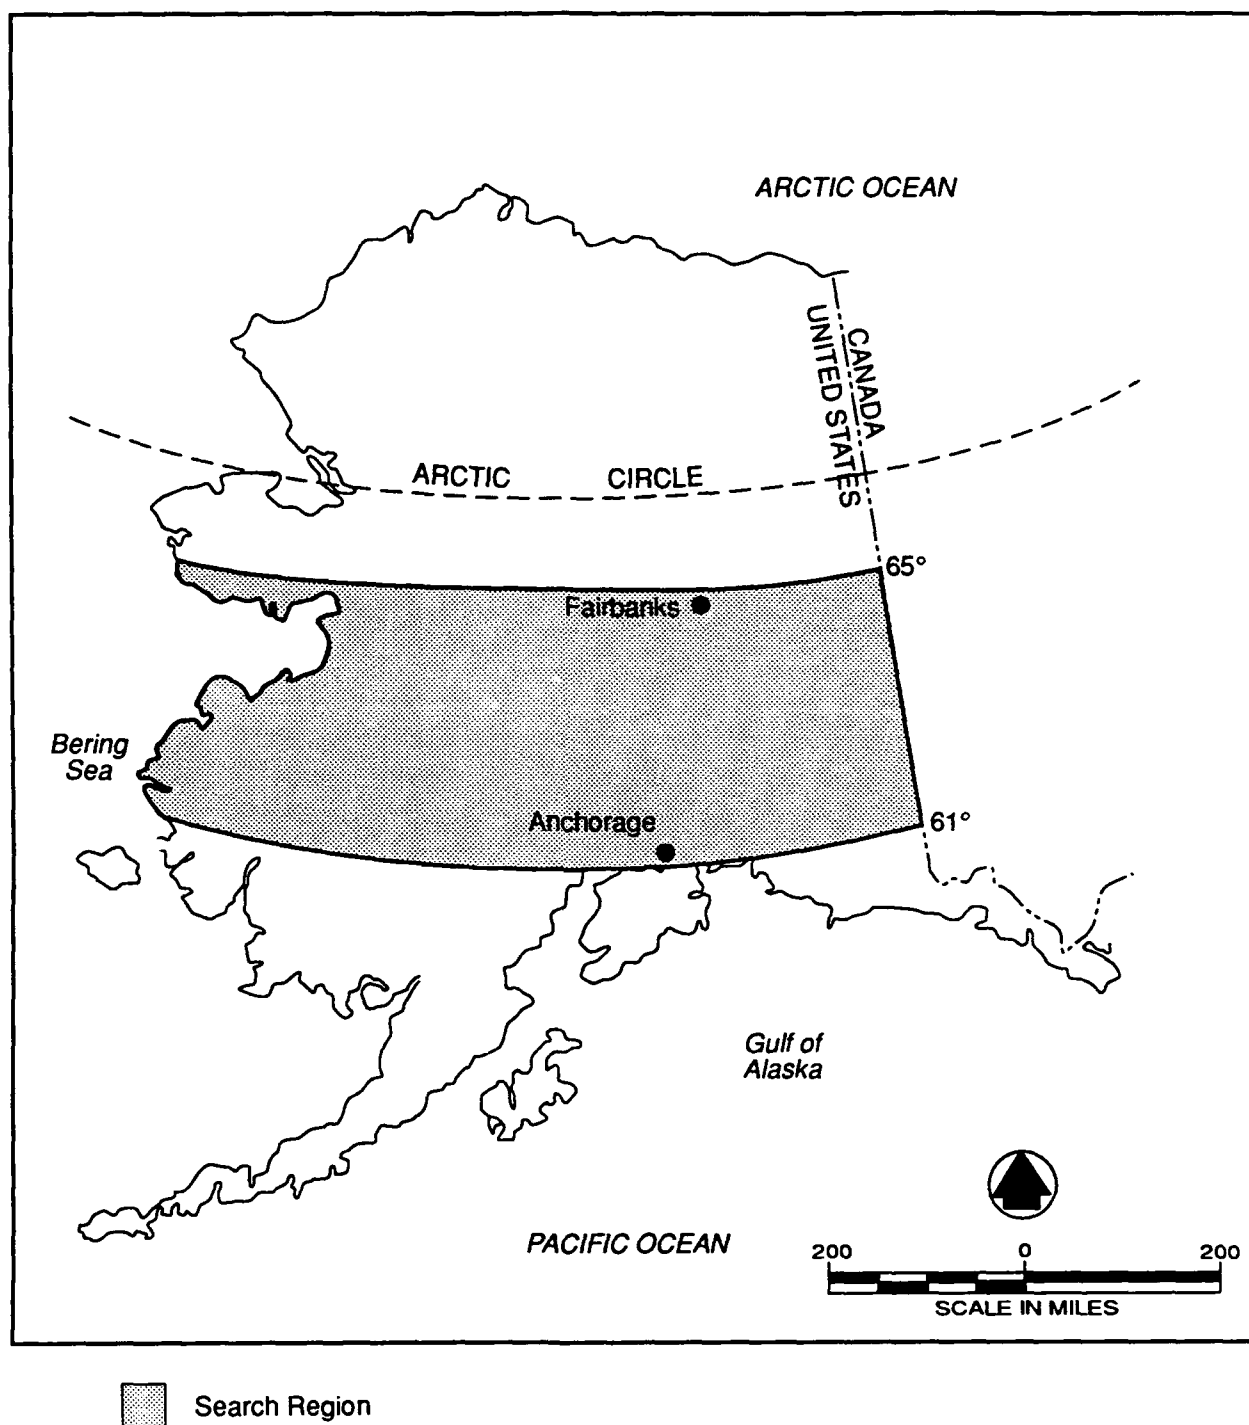 ARCTIC OCEAN
CANADA
UNITED STATES
ARCTIC CIRCLE
65°
Fairbanks
Bering
Sea
Anchorage
61°
Gulf of
Alaska
PACIFIC OCEAN
200 0 200
SCALE IN MILES
Search Region